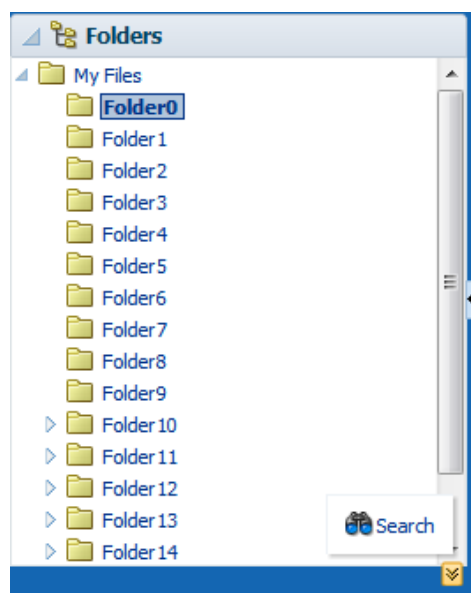 Folders
My Files
Folder0
Folder1
Folder2
Folder3
Folder4
Folder5
Folder6
Folder7
Folder8
Folder9
Folder10
Folder11
Folder12
Folder13
Search
Folder14